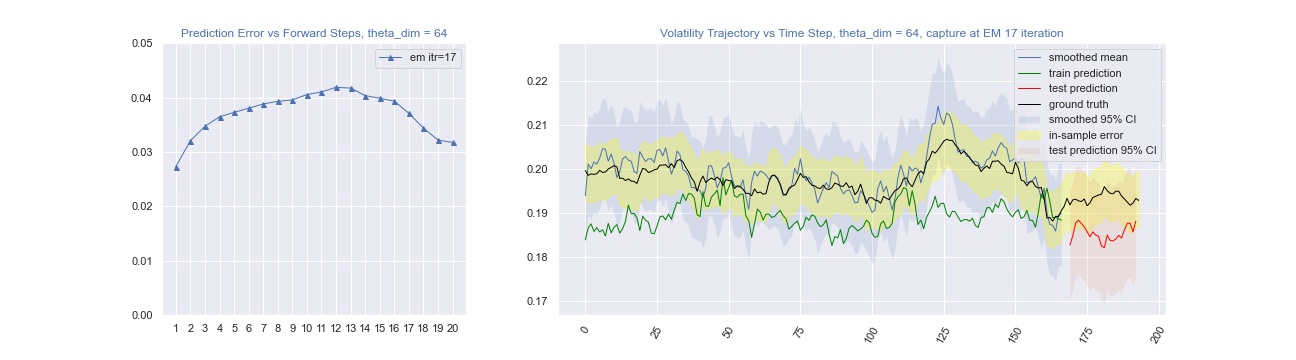 Prediction Error vs Forward Steps, theta_dim = 64
em itr=17
0.05
0.04
0.03
0.02
0.01
0.00
1 2 3 4 5 6 7 8 9 10 11 12 13 14 15 16 17 18 19 20
Volatility Trajectory vs Time Step, theta_dim = 64, capture at EM 17 iteration
smoothed mean
train prediction
test prediction
ground truth
smoothed 95% CI
in-sample error
test prediction 95% CI
0.22
0.21
0.20
0.19
0.18
0.17
0 25 50 75 100 125 150 175 200